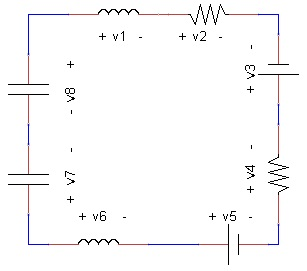 + v1 -
+ v2 -
- v3 +
+ v8 -
- v4 +
- v7 +
+ v6 -
+ v5 -